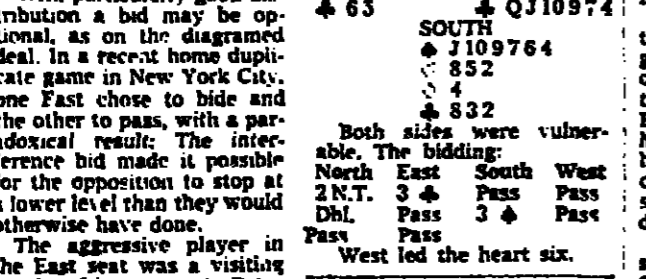 tribution a bid may be op-
tional, as on the diagramed
deal. In a recent home dupli-
cate game in New York City,
one East chose to bide and
the other to pass, with a par-
adoxical result: The inter-
ference bid made it possible
for the opposition to stop at
a lower level than they would
otherwise have done.
The aggressive player in
the East seat was a visiting
♣ 63 ♣ QJ10974
SOUTH
♠ J109764
♡ 852
♢ 4
♣ 832
Both sides were vulner-
able. The bidding:
North East South West
2 N.T. 3 ♣ Pass Pass
Dbl. Pass 3 ♠ Pass
Pass Pass
West led the heart six.